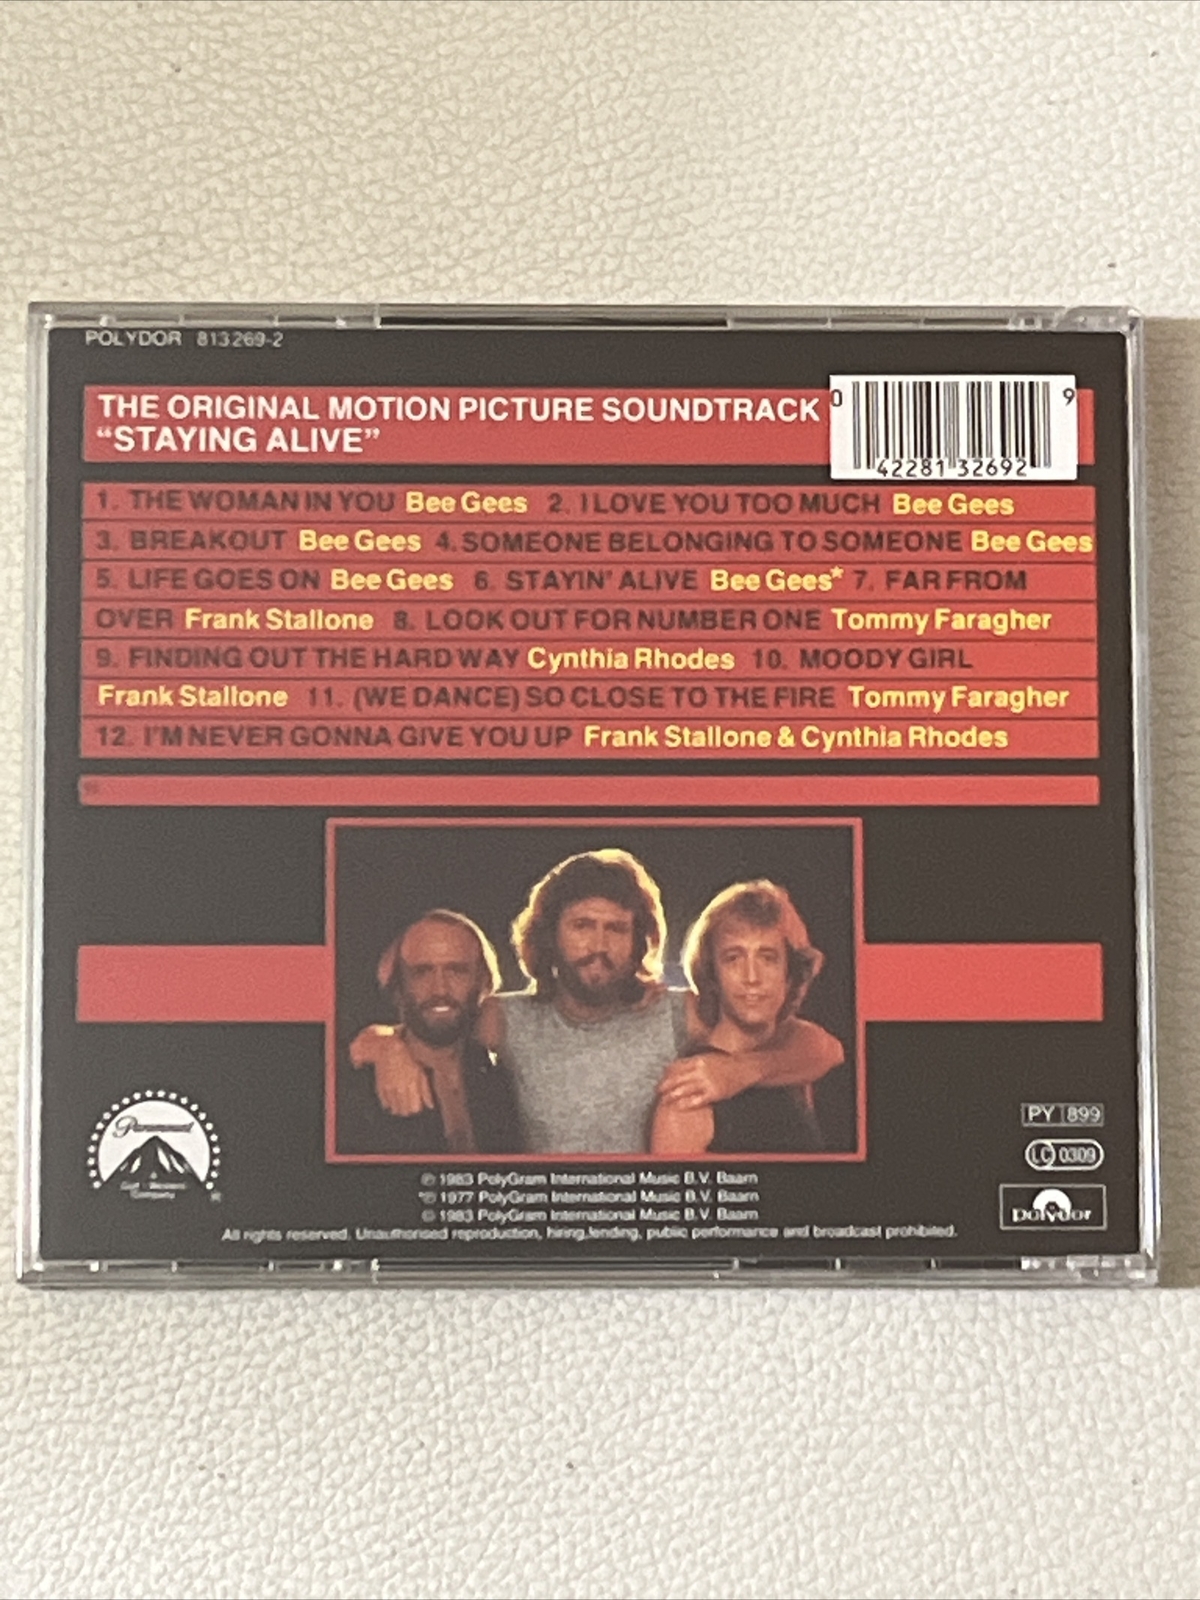 POLYDOR 813 269-2
THE ORIGINAL MOTION PICTURE SOUNDTRACK
“STAYING ALIVE”
0 42281 32692 9
1. THE WOMAN IN YOU Bee Gees 2. I LOVE YOU TOO MUCH Bee Gees
3. BREAKOUT Bee Gees 4. SOMEONE BELONGING TO SOMEONE Bee Gees
5. LIFE GOES ON Bee Gees 6. STAYIN' ALIVE Bee Gees* 7. FAR FROM
OVER Frank Stallone 8. LOOK OUT FOR NUMBER ONE Tommy Faragher
9. FINDING OUT THE HARD WAY Cynthia Rhodes 10. MOODY GIRL
Frank Stallone 11. (WE DANCE) SO CLOSE TO THE FIRE Tommy Faragher
12. I'M NEVER GONNA GIVE YOU UP Frank Stallone & Cynthia Rhodes
Paramount
A
Gulf + Western
Company
®
PY 899
LC 0309
polydor
℗ 1983 PolyGram International Music B.V. Baarn
*℗ 1977 PolyGram International Music B.V. Baarn
© 1983 PolyGram International Music B.V. Baarn
All rights reserved. Unauthorised reproduction, hiring, lending, public performance and broadcast prohibited.